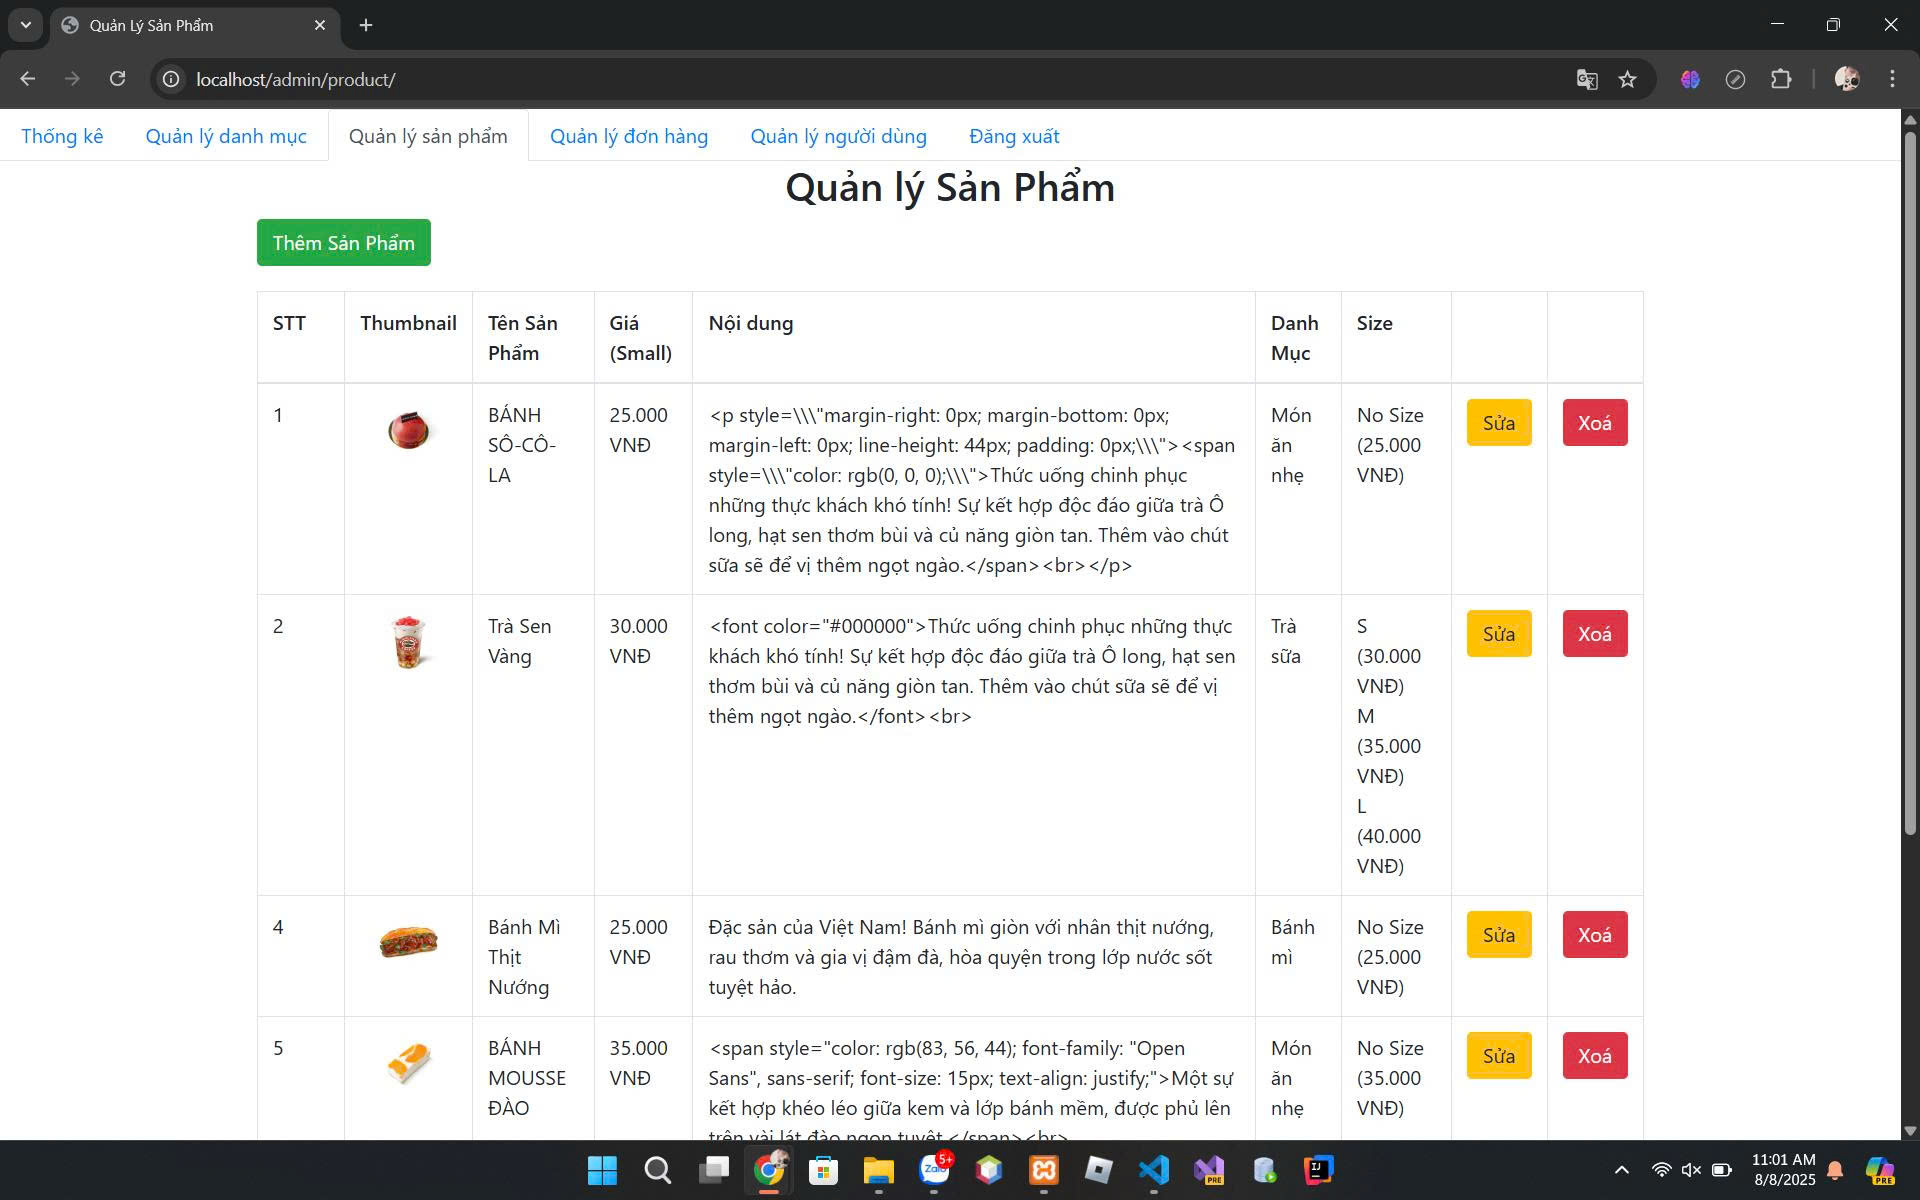 Quản Lý Sản Phẩm
localhost/admin/product/
Thống kê
Quản lý danh mục
Quản lý sản phẩm
Quản lý đơn hàng
Quản lý người dùng
Đăng xuất
Quản lý Sản Phẩm
Thêm Sản Phẩm
STT
Thumbnail
Tên Sản
Phẩm
Giá
(Small)
Nội dung
Danh
Mục
Size
1
BÁNH
SÔ-CÔ-
LA
25.000
VNĐ
<p style=\\\"margin-right: 0px; margin-bottom: 0px;
margin-left: 0px; line-height: 44px; padding: 0px;\\\"><span
style=\\\"color: rgb(0, 0, 0);\\\">Thức uống chinh phục
những thực khách khó tính! Sự kết hợp độc đáo giữa trà Ô
long, hạt sen thơm bùi và củ năng giòn tan. Thêm vào chút
sữa sẽ để vị thêm ngọt ngào.</span><br></p>
Món
ăn
nhẹ
No Size
(25.000
VNĐ)
Sửa
Xoá
2
Trà Sen
Vàng
30.000
VNĐ
<font color="#000000">Thức uống chinh phục những thực
khách khó tính! Sự kết hợp độc đáo giữa trà Ô long, hạt sen
thơm bùi và củ năng giòn tan. Thêm vào chút sữa sẽ để vị
thêm ngọt ngào.</font><br>
Trà
sữa
S
(30.000
VNĐ)
M
(35.000
VNĐ)
L
(40.000
VNĐ)
Sửa
Xoá
4
Bánh Mì
Thịt
Nướng
25.000
VNĐ
Đặc sản của Việt Nam! Bánh mì giòn với nhân thịt nướng,
rau thơm và gia vị đậm đà, hòa quyện trong lớp nước sốt
tuyệt hảo.
Bánh
mì
No Size
(25.000
VNĐ)
Sửa
Xoá
5
BÁNH
MOUSSE
ĐÀO
35.000
VNĐ
<span style="color: rgb(83, 56, 44); font-family: "Open
Sans", sans-serif; font-size: 15px; text-align: justify;">Một sự
kết hợp khéo léo giữa kem và lớp bánh mềm, được phủ lên
trên vài lát đào ngon tuyệt.</span><br>
Món
ăn
nhẹ
No Size
(35.000
VNĐ)
Sửa
Xoá
Zalo
5+
PRE
IJ
11:01 AM
8/8/2025
PRE